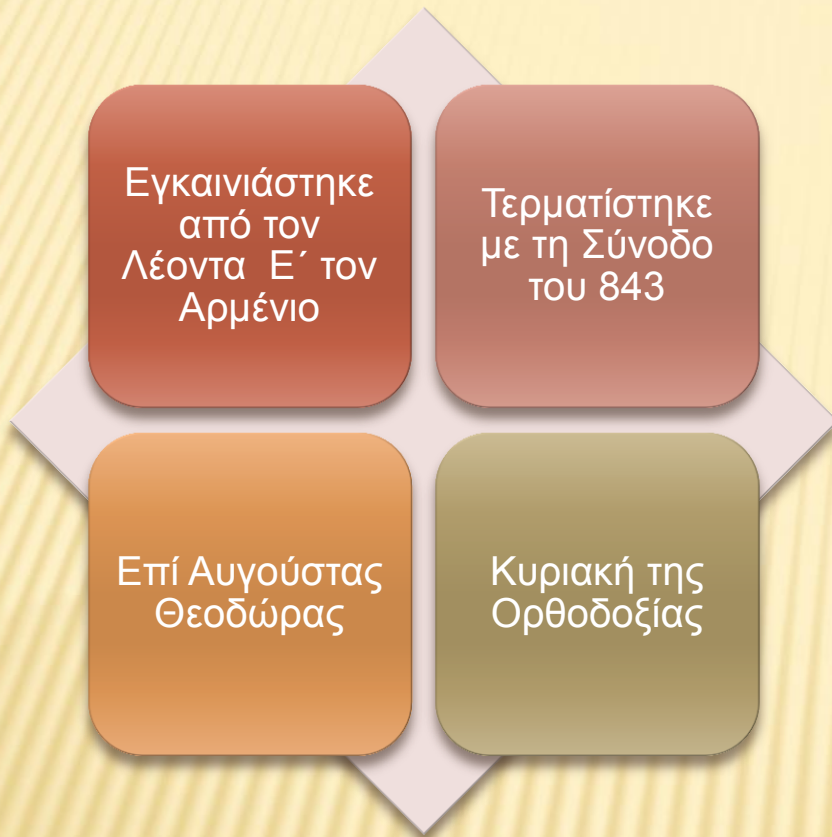 Εγκαινιάστηκε
από τον
Λέοντα Ε΄ τον
Αρμένιο
Τερματίστηκε
με τη Σύνοδο
του 843
Επί Αυγούστας
Θεοδώρας
Κυριακή της
Ορθοδοξίας